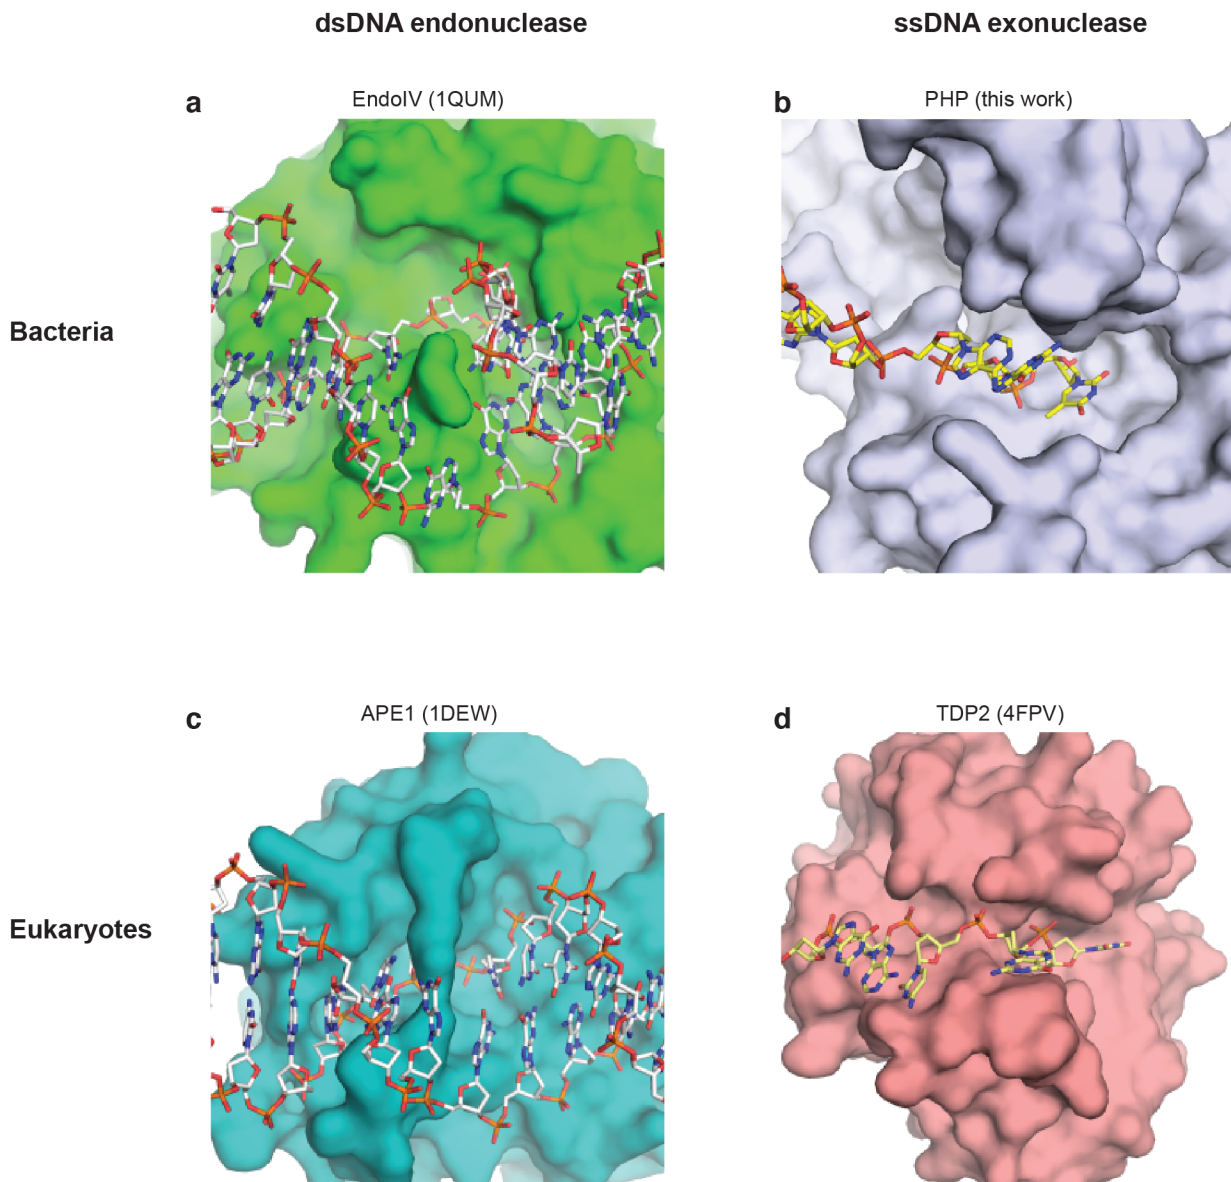 dsDNA endonuclease
ssDNA exonuclease
a
EndoIV (1QUM)
b
PHP (this work)
Bacteria
c
APE1 (1DEW)
d
TDP2 (4FPV)
Eukaryotes